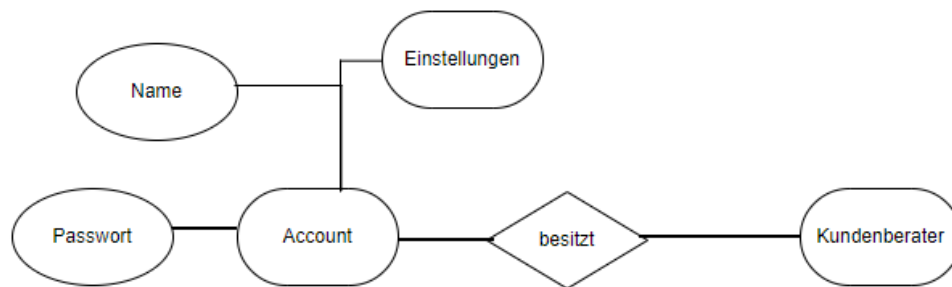 Einstellungen
Name
Passwort
Account
besitzt
Kundenberater